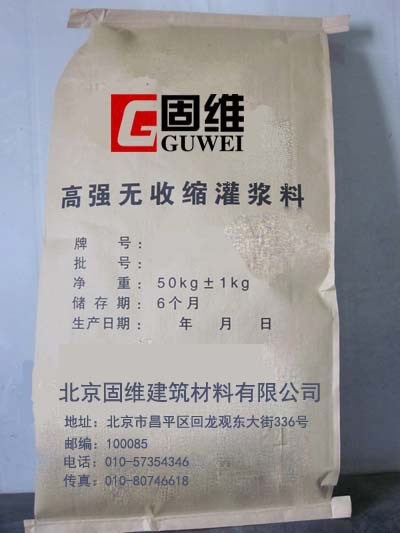 固维
GUWEI
高强无收缩灌浆料
牌 号：
批 号：
净 重：50kg±1kg
储 存 期：6个月
生产日期： 年 月 日
北京固维建筑材料有限公司
地址：北京市昌平区回龙观东大街336号
邮编：100085
电话：010-57354346
传真：010-80746618